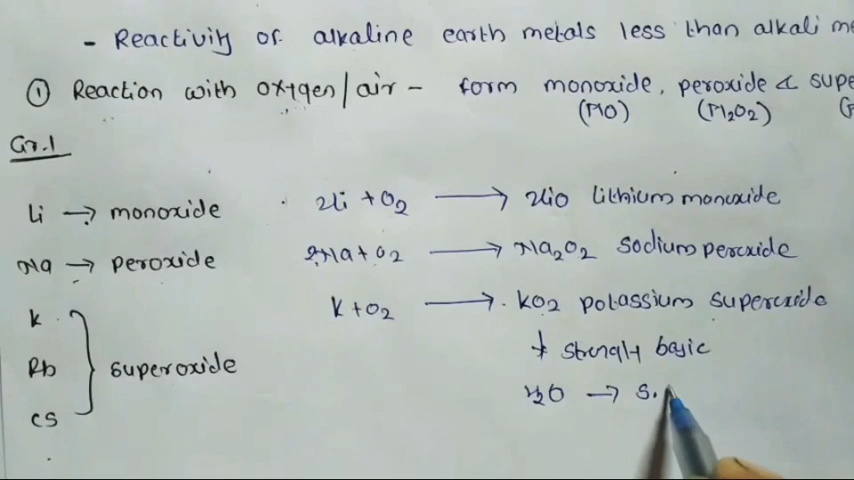 - Reactivity of alkaline earth metals less than alkali me
① Reaction with oxygen/air - form monoxide, peroxide & supe
(MO) (M₂O₂) (
Gr.1
Li → monoxide 2Li + O₂ → 2LiO Lithium monoxide
Na → peroxide 2Na + O₂ → Na₂O₂ Sodium peroxide
K K + O₂ → KO₂ potassium superoxide
Rb } superoxide strongly basic
Cs H₂O → S.